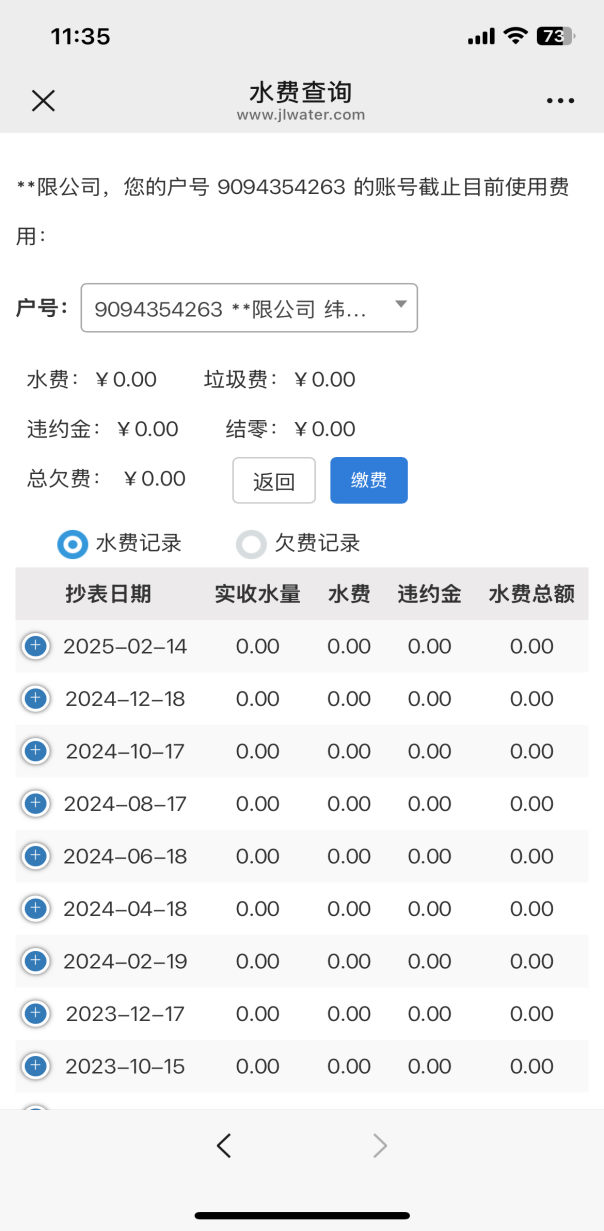 11:35
73
水费查询
www.jlwater.com
**限公司，您的户号 9094354263 的账号截止目前使用费
用：
户号： 9094354263 **限公司 纬...
水费：￥0.00 垃圾费：￥0.00
违约金：￥0.00 结零：￥0.00
总欠费：￥0.00 返回 缴费
水费记录 欠费记录
抄表日期 实收水量 水费 违约金 水费总额
2025-02-14 0.00 0.00 0.00 0.00
2024-12-18 0.00 0.00 0.00 0.00
2024-10-17 0.00 0.00 0.00 0.00
2024-08-17 0.00 0.00 0.00 0.00
2024-06-18 0.00 0.00 0.00 0.00
2024-04-18 0.00 0.00 0.00 0.00
2024-02-19 0.00 0.00 0.00 0.00
2023-12-17 0.00 0.00 0.00 0.00
2023-10-15 0.00 0.00 0.00 0.00